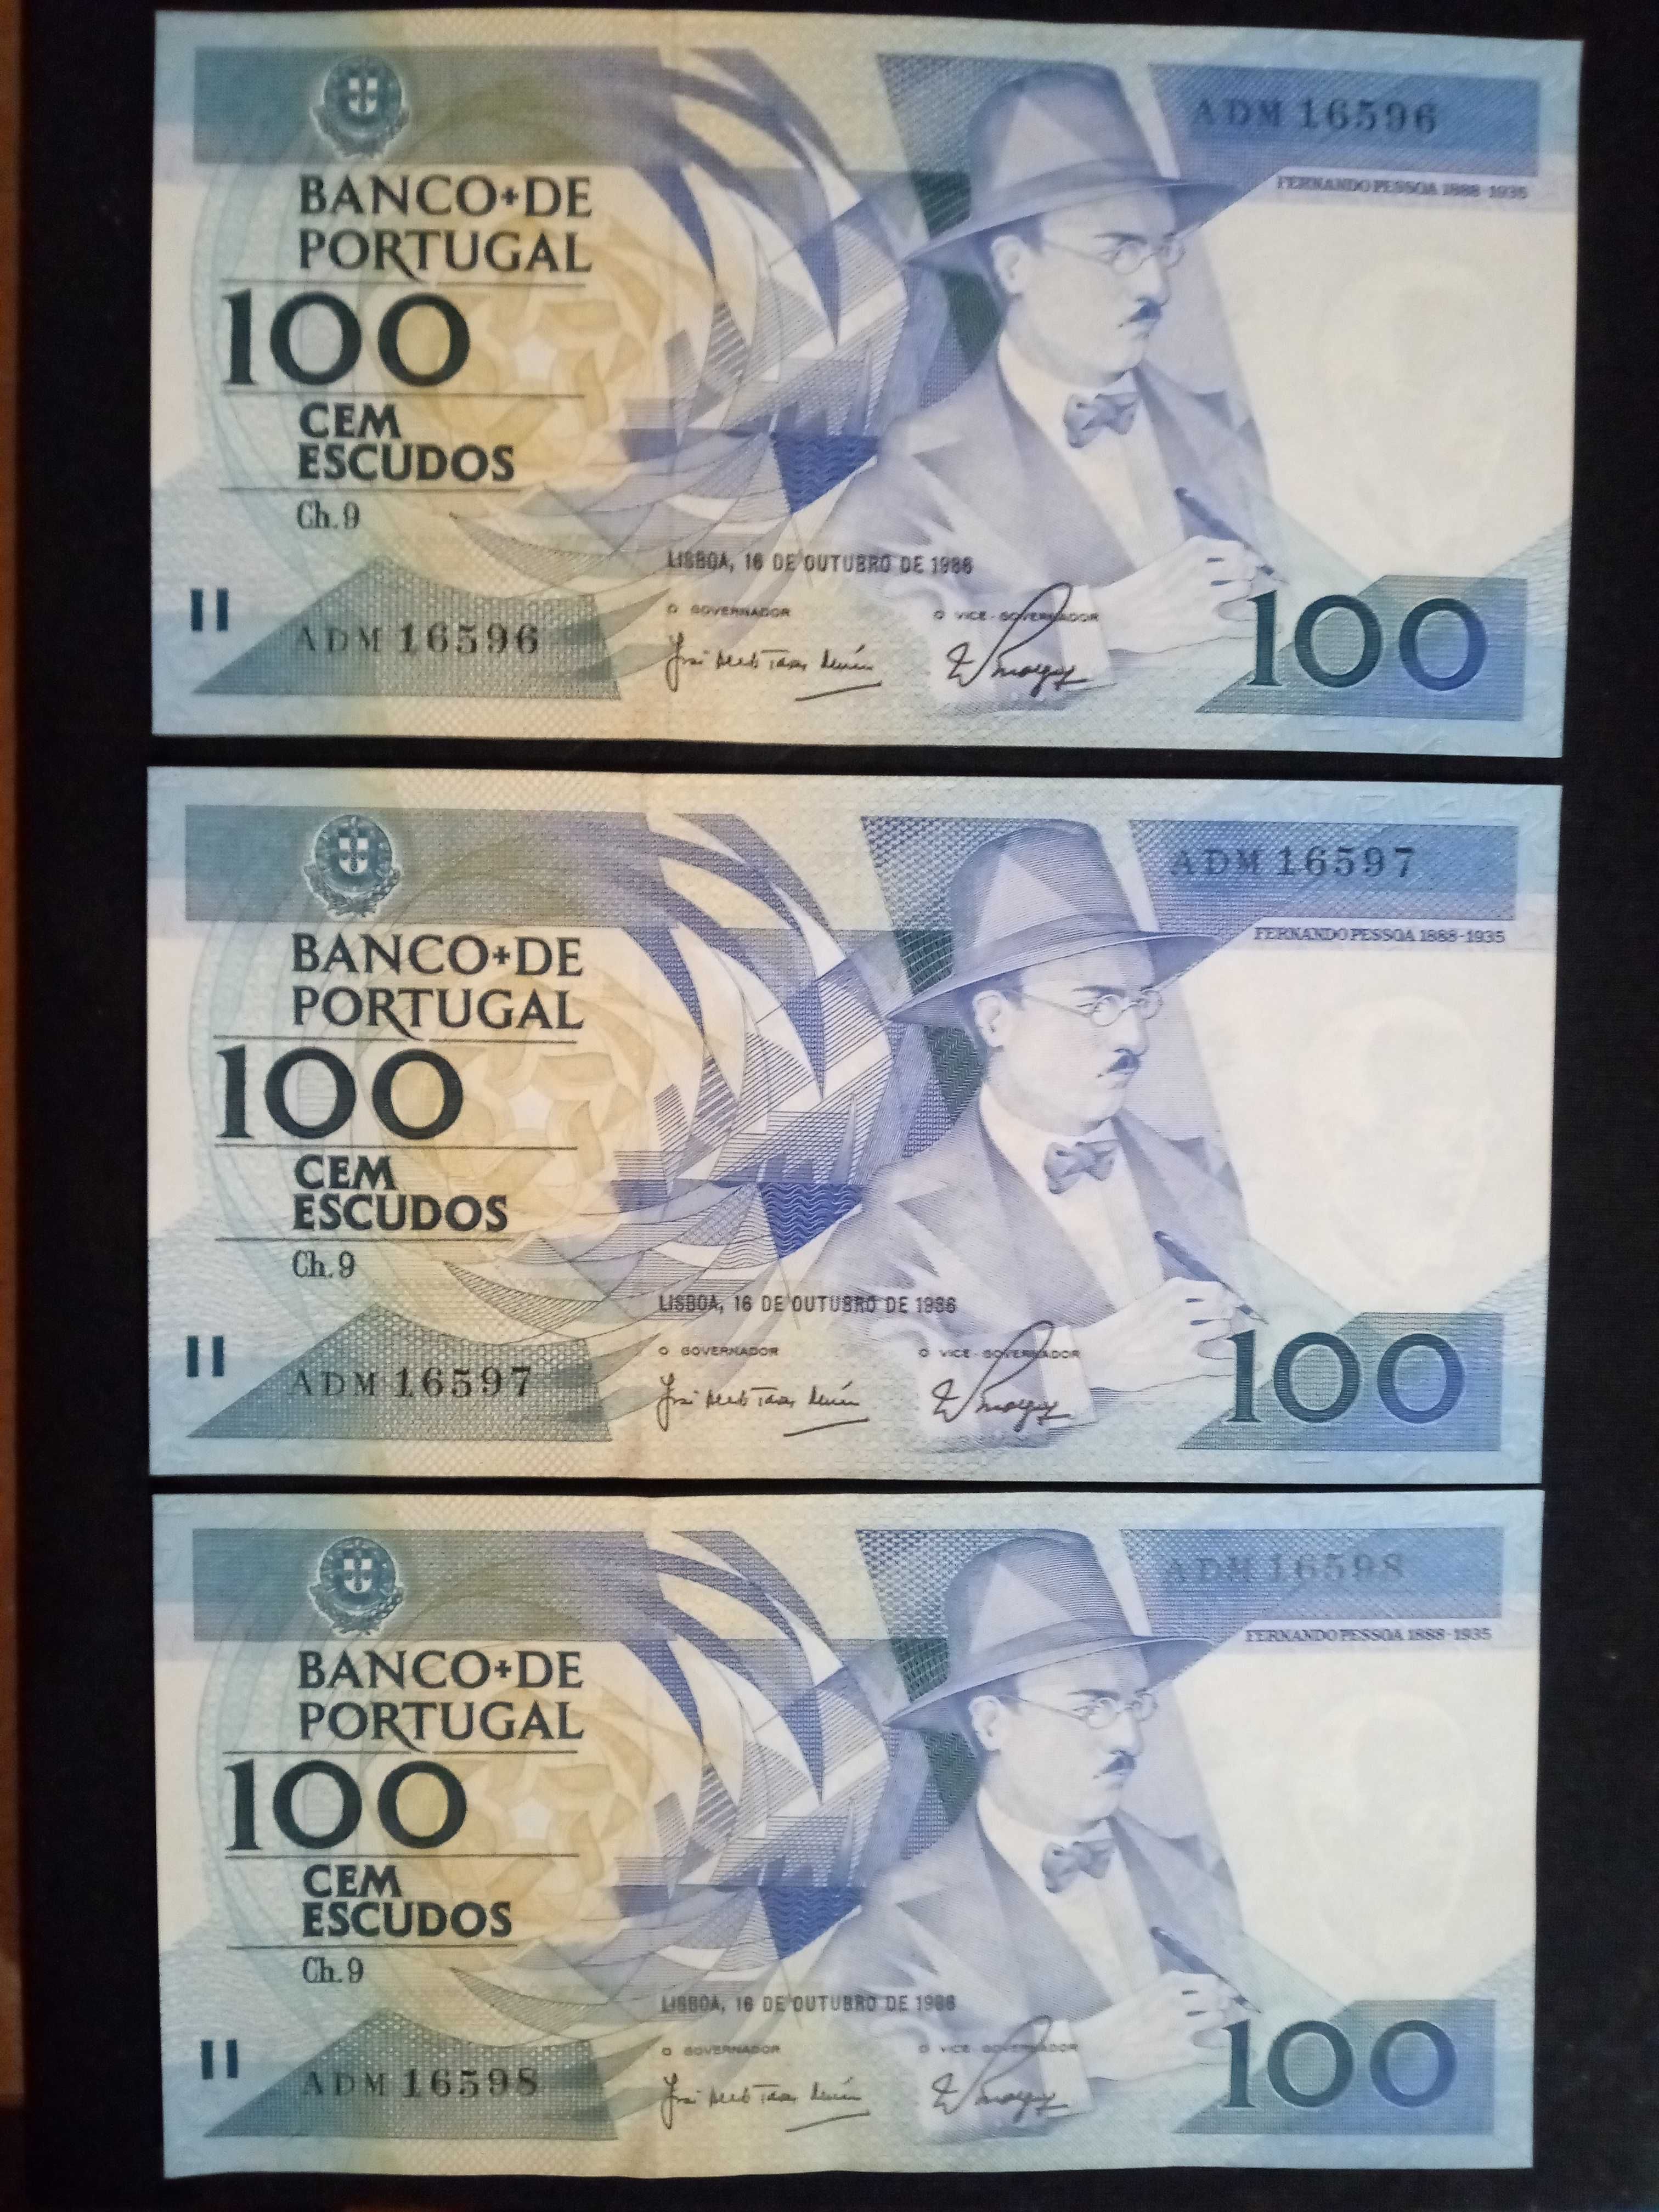 ADM 16596
FERNANDO PESSOA 1888-1935
BANCO+DE
PORTUGAL
100
CEM
ESCUDOS
Ch.9
LISBOA, 16 DE OUTUBRO DE 1986
O GOVERNADOR O VICE-GOVERNADOR
ADM 16596
100
ADM 16597
FERNANDO PESSOA 1888-1935
BANCO+DE
PORTUGAL
100
CEM
ESCUDOS
Ch.9
LISBOA, 16 DE OUTUBRO DE 1986
O GOVERNADOR O VICE-GOVERNADOR
ADM 16597
100
ADM 16598
FERNANDO PESSOA 1888-1935
BANCO+DE
PORTUGAL
100
CEM
ESCUDOS
Ch.9
LISBOA, 16 DE OUTUBRO DE 1986
O GOVERNADOR O VICE-GOVERNADOR
ADM 16598
100